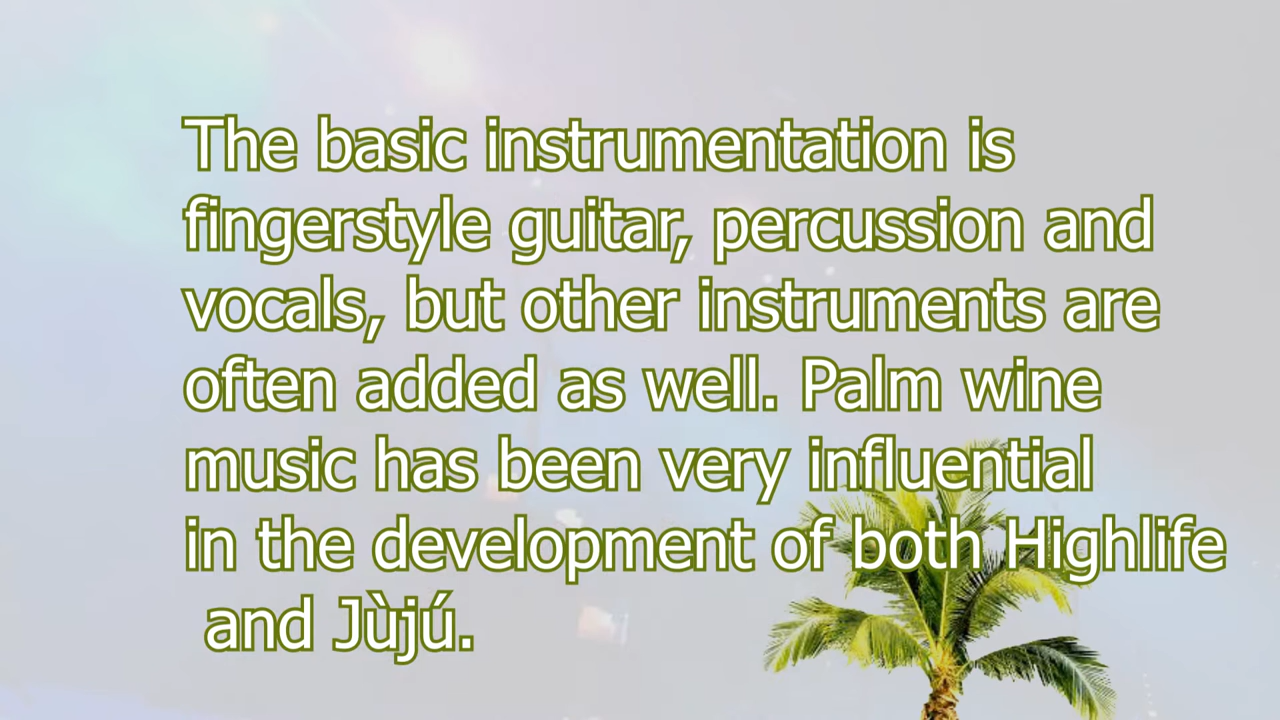 The basic instrumentation is
fingerstyle guitar, percussion and
vocals, but other instruments are
often added as well. Palm wine
music has been very influential
in the development of both Highlife
and Jùjú.